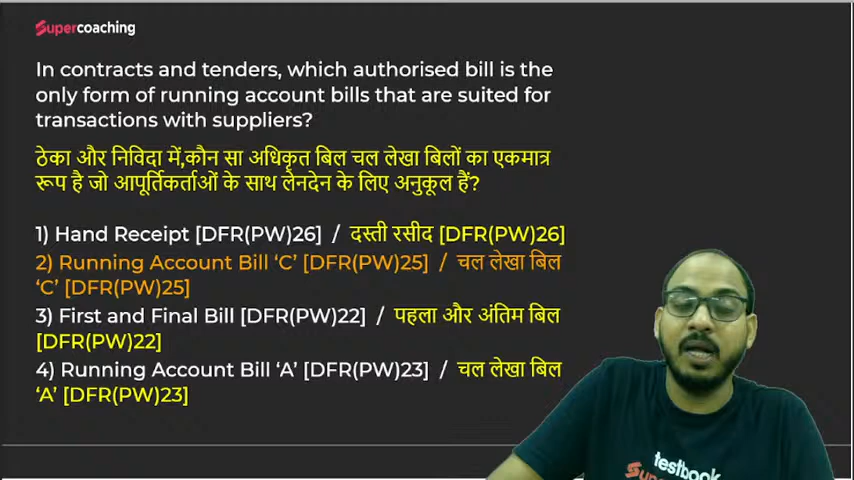 Supercoaching
In contracts and tenders, which authorised bill is the
only form of running account bills that are suited for
transactions with suppliers?
ठेका और निविदा में,कौन सा अधिकृत बिल चल लेखा बिलों का एकमात्र
रूप है जो आपूर्तिकर्ताओं के साथ लेनदेन के लिए अनुकूल हैं?
1) Hand Receipt [DFR(PW)26] / दस्ती रसीद [DFR(PW)26]
2) Running Account Bill ‘C’ [DFR(PW)25] / चल लेखा बिल
‘C’ [DFR(PW)25]
3) First and Final Bill [DFR(PW)22] / पहला और अंतिम बिल
[DFR(PW)22]
4) Running Account Bill ‘A’ [DFR(PW)23] / चल लेखा बिल
‘A’ [DFR(PW)23]
testbook